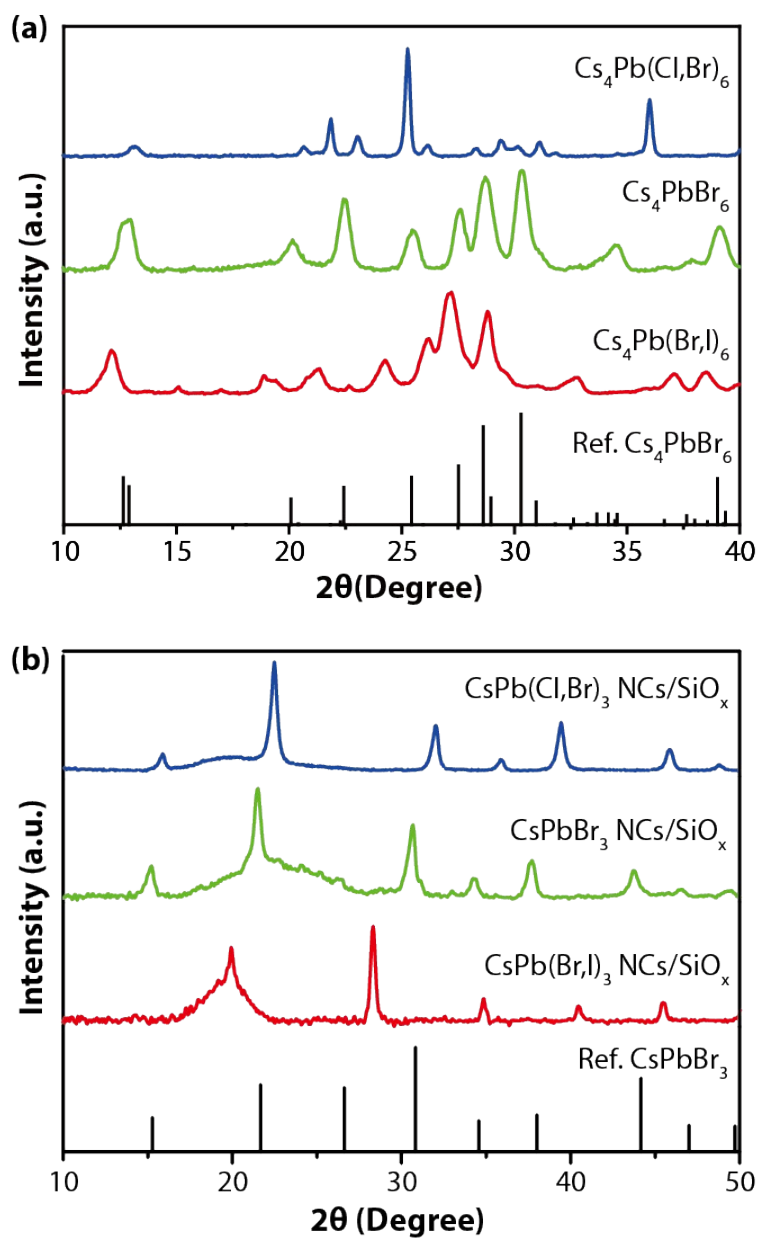 (a)
Cs₄Pb(Cl,Br)₆
Cs₄PbBr₆
Cs₄Pb(Br,I)₆
Ref. Cs₄PbBr₆
Intensity (a.u.)
10 15 20 25 30 35 40
2θ(Degree)
(b)
CsPb(Cl,Br)₃ NCs/SiOₓ
CsPbBr₃ NCs/SiOₓ
CsPb(Br,I)₃ NCs/SiOₓ
Ref. CsPbBr₃
Intensity (a.u.)
10 20 30 40 50
2θ (Degree)